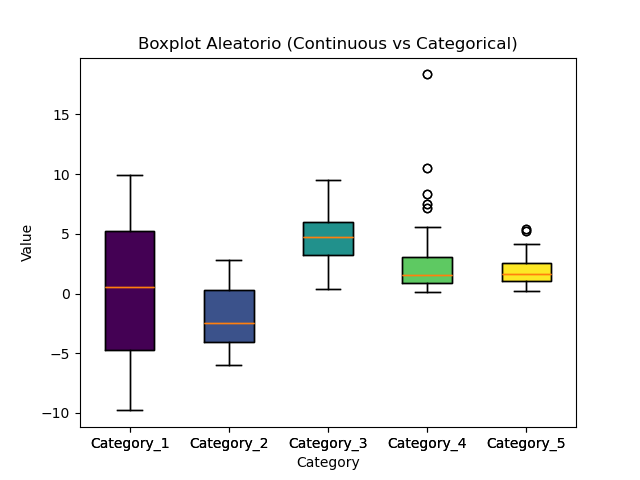 Boxplot Aleatorio (Continuous vs Categorical)
15
10
5
0
−5
−10
Value
Category_1 Category_2 Category_3 Category_4 Category_5
Category